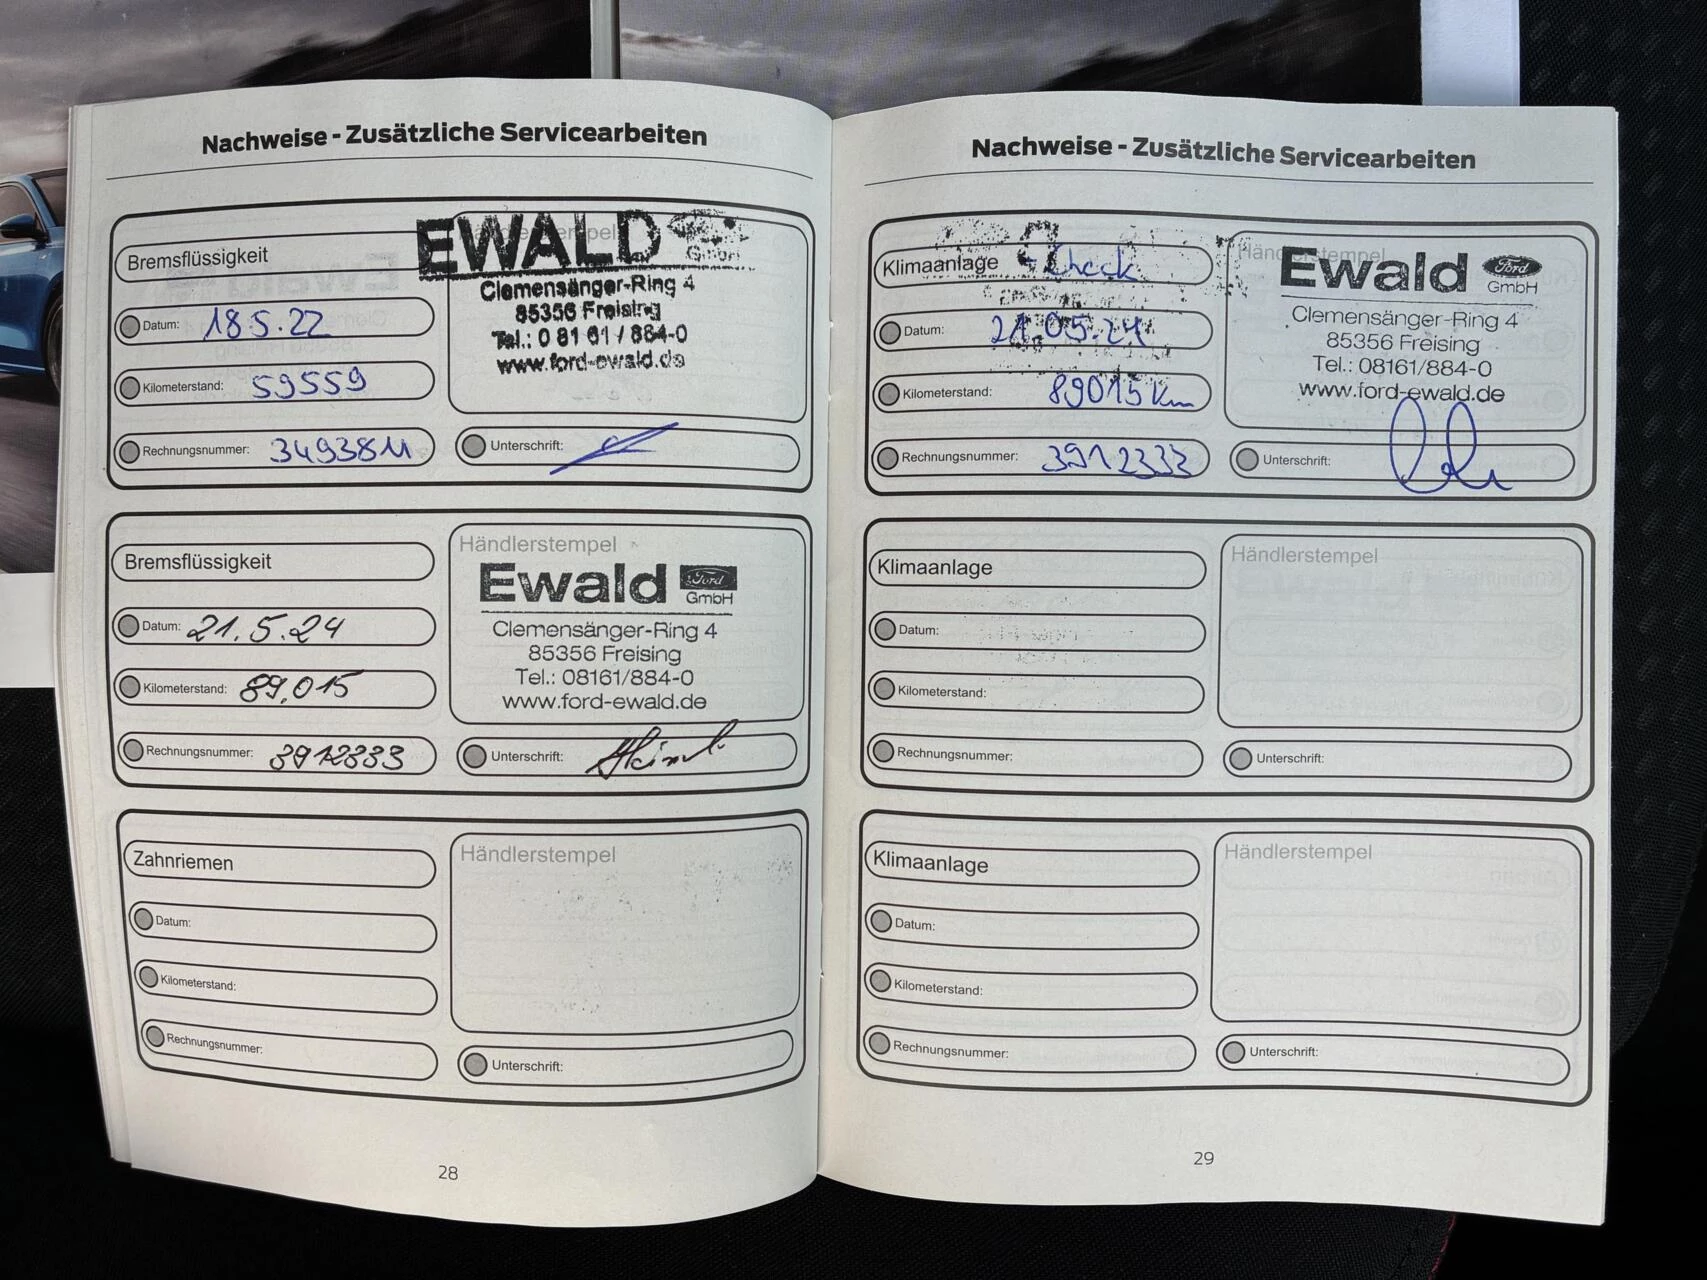 Nachweise - Zusätzliche Servicearbeiten
Bremsflüssigkeit
Datum: 18.5.22
Kilometerstand: 59559
Rechnungsnummer: 3493811
Händlerstempel
EWALD
GmbH
Clemensänger-Ring 4
85356 Freising
Tel.: 0 81 61 / 884-0
www.ford-ewald.de
Unterschrift:
Bremsflüssigkeit
Datum: 21.5.24
Kilometerstand: 89,015
Rechnungsnummer: 3912333
Händlerstempel
Ewald Ford
GmbH
Clemensänger-Ring 4
85356 Freising
Tel.: 08161/884-0
www.ford-ewald.de
Unterschrift:
Zahnriemen
Datum:
Kilometerstand:
Rechnungsnummer:
Händlerstempel
Unterschrift:
28
Nachweise - Zusätzliche Servicearbeiten
Klimaanlage - Check
Datum: 21.05.24
Kilometerstand: 89015 km
Rechnungsnummer: 3912333
Händlerstempel
Ewald Ford
GmbH
Clemensänger-Ring 4
85356 Freising
Tel.: 08161/884-0
www.ford-ewald.de
Unterschrift:
Klimaanlage
Datum:
Kilometerstand:
Rechnungsnummer:
Händlerstempel
Unterschrift:
Klimaanlage
Datum:
Kilometerstand:
Rechnungsnummer:
Händlerstempel
Unterschrift:
29